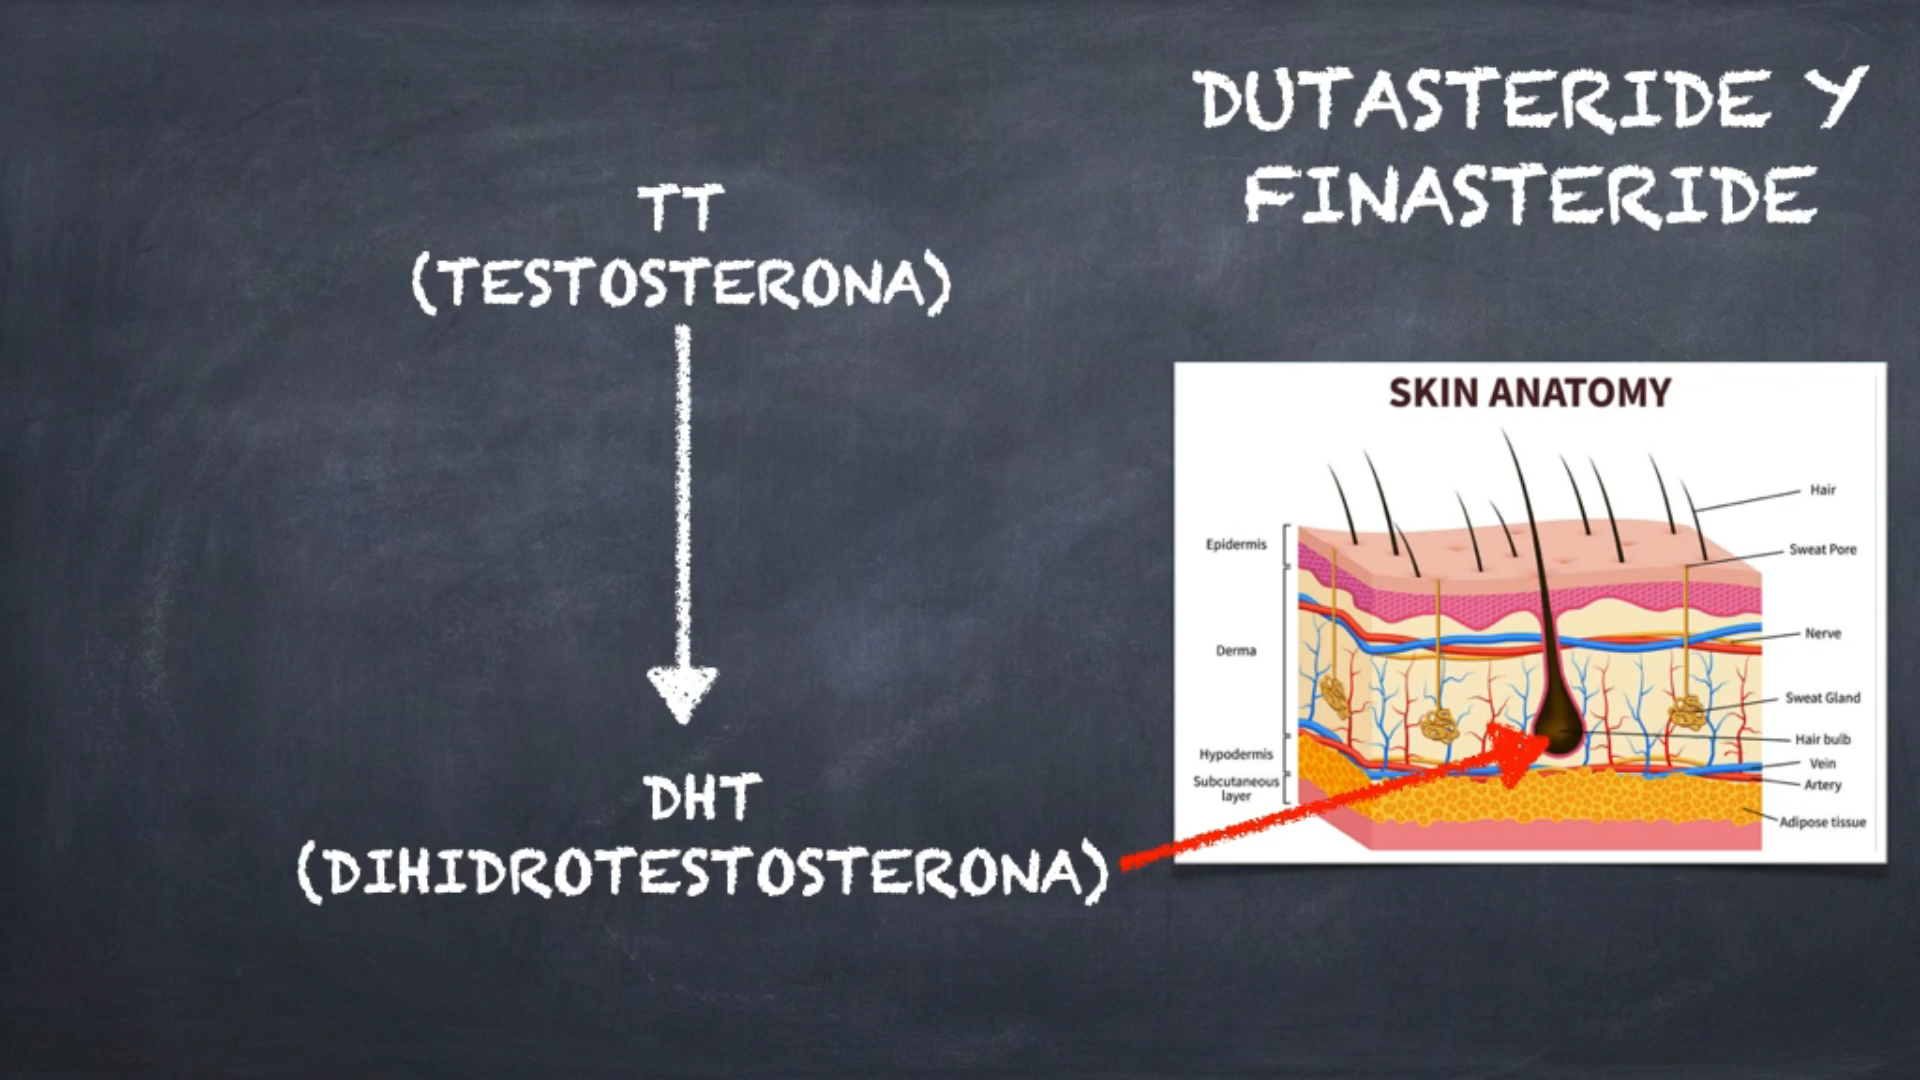 DUTASTERIDE Y
FINASTERIDE
TT
(TESTOSTERONA)
DHT
(DIHIDROTESTOSTERONA)
SKIN ANATOMY
Hair
Epidermis
Sweat Pore
Nerve
Derma
Sweat Gland
Hair bulb
Hypodermis
Vein
Subcutaneous
layer
Artery
Adipose tissue